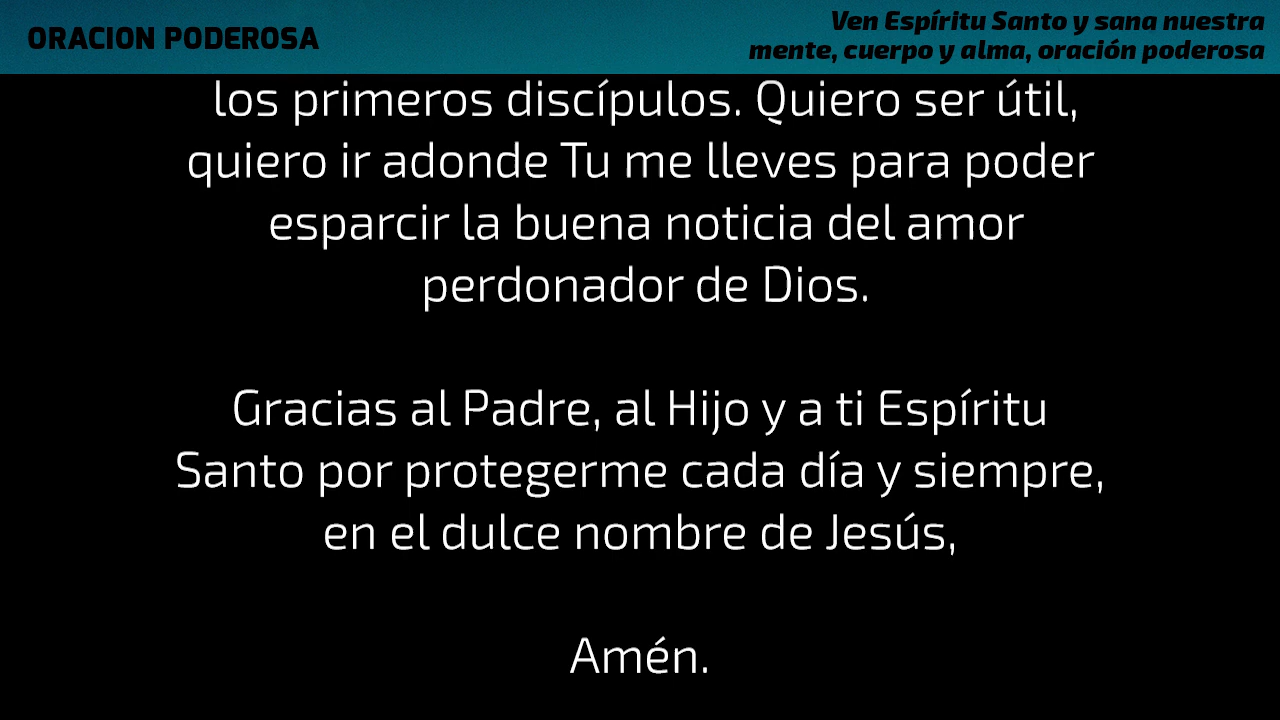 ORACION PODEROSA
Ven Espíritu Santo y sana nuestra
mente, cuerpo y alma, oración poderosa
los primeros discípulos. Quiero ser útil,
quiero ir adonde Tu me lleves para poder
esparcir la buena noticia del amor
perdonador de Dios.
Gracias al Padre, al Hijo y a ti Espíritu
Santo por protegerme cada día y siempre,
en el dulce nombre de Jesús,
Amén.